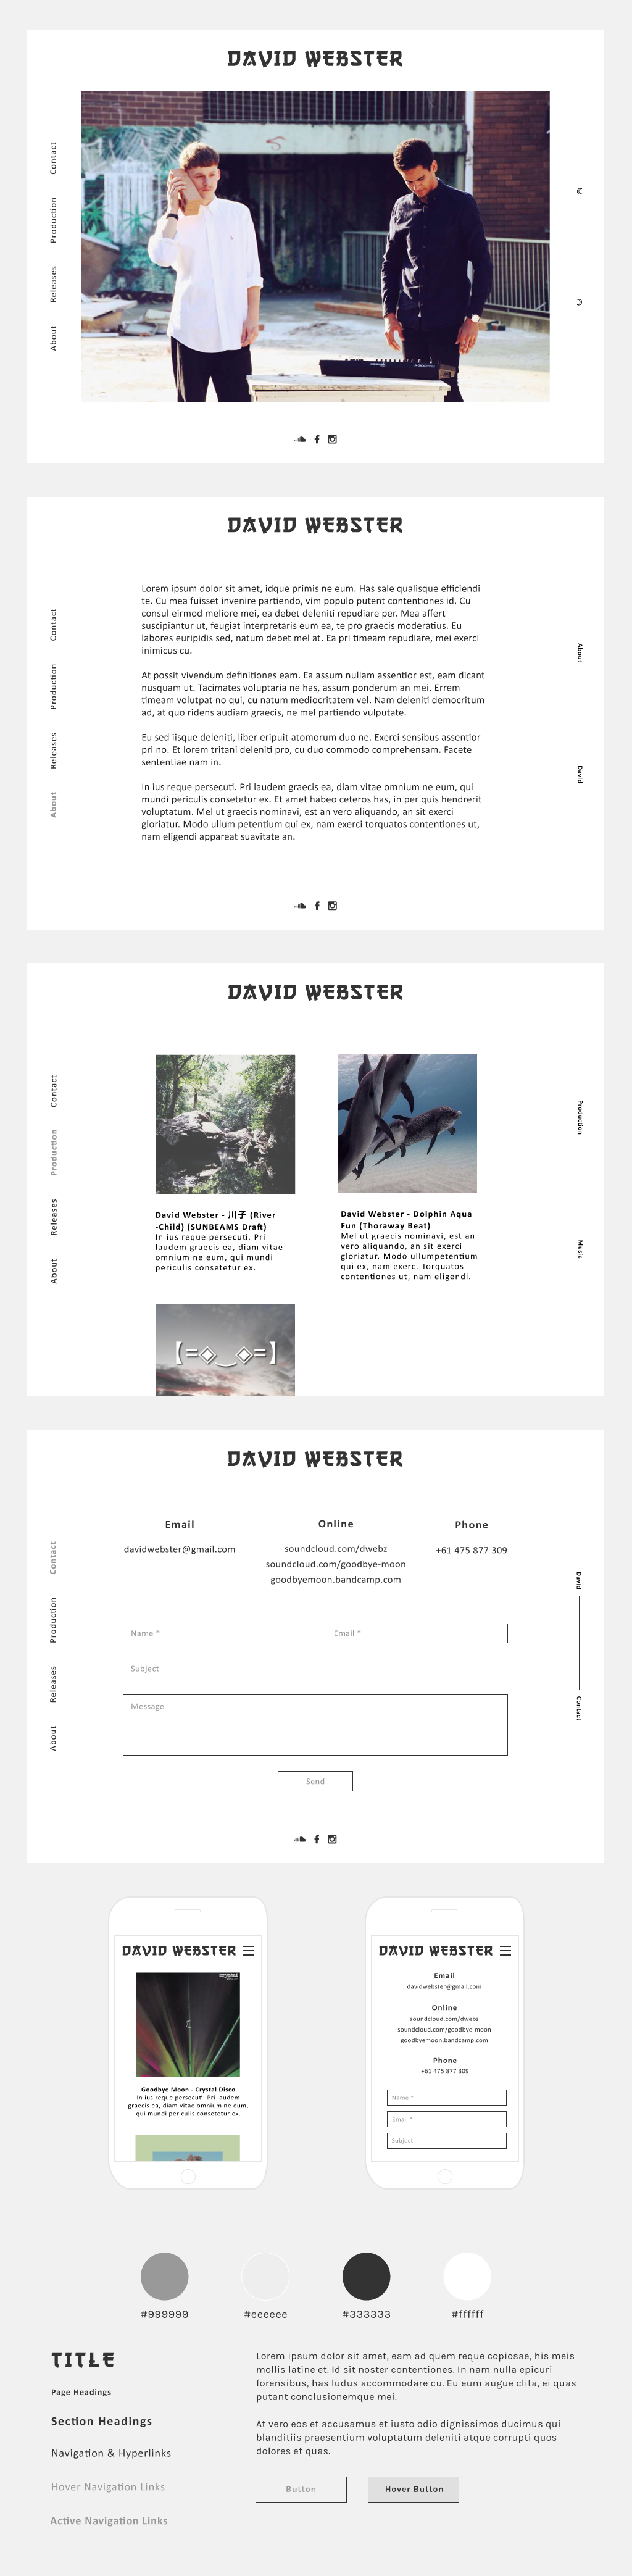 DAVID WEBSTER
Contact
Production
Releases
About
DAVID WEBSTER
Contact
Production
Releases
About
Lorem ipsum dolor sit amet, idque primis ne eum. Has sale qualisque efficiendi
te. Cu mea fuisset invenire partiendo, vim populo putent contentiones id. Cu
consul eirmod meliore mei, ea debet deleniti repudiare per. Mea affert
suscipiantur ut, feugiat interpretaris eum ea, te pro graecis moderatius. Eu
labores euripidis sed, natum debet mel at. Ea pri timeam repudiare, mei exerci
inimicus cu.
At possit vivendum definitiones eam. Ea assum nullam assentior est, eam dicant
nusquam ut. Tacimates voluptaria ne has, assum ponderum an mei. Errem
timeam volutpat no qui, cu natum mediocritatem vel. Nam deleniti democritum
ad, at quo ridens audiam graecis, ne mel partiendo vulputate.
Eu sed iisque deleniti, liber eripuit atomorum duo ne. Exerci sensibus assentior
pri no. Et lorem tritani deleniti pro, cu duo commodo comprehensam. Facete
sententiae nam in.
In ius reque persecuti. Pri laudem graecis ea, diam vitae omnium ne eum, qui
mundi periculis consetetur ex. Et amet habeo ceteros has, in per quis hendrerit
voluptatum. Mel ut graecis nominavi, est an vero aliquando, an sit exerci
gloriatur. Modo ullum petentium qui ex, nam exerci torquatos contentiones ut,
nam eligendi appareat suavitate an.
About
David
DAVID WEBSTER
Contact
Production
Releases
About
David Webster - 川子 (River
-Child) (SUNBEAMS Draft)
In ius reque persecuti. Pri
laudem graecis ea, diam vitae
omnium ne eum, qui mundi
periculis consetetur ex.
David Webster - Dolphin Aqua
Fun (Thoraway Beat)
Mel ut graecis nominavi, est an
vero aliquando, an sit exerci
gloriatur. Modo ullumpetentium
qui ex, nam exerc. Torquatos
contentiones ut, nam eligendi.
【=◈‿◈=】
Production
Music
DAVID WEBSTER
Contact
Production
Releases
About
Email
davidwebster@gmail.com
Online
soundcloud.com/dwebz
soundcloud.com/goodbye-moon
goodbyemoon.bandcamp.com
Phone
+61 475 877 309
Name *
Email *
Subject
Message
Send
David
Contact
DAVID WEBSTER
crystal
Goodbye Moon - Crystal Disco
in ius reque persecuti. Pri laudem
graecis ea, diam vitae omnium ne eum,
qui mundi periculis consetetur ex.
DAVID WEBSTER
Email
davidwebster@gmail.com
Online
soundcloud.com/dwebz
soundcloud.com/goodbye-moon
goodbyemoon.bandcamp.com
Phone
+61 475 877 309
Name *
Email *
Subject
#999999
#eeeeee
#333333
#ffffff
TITLE
Page Headings
Section Headings
Navigation & Hyperlinks
Hover Navigation Links
Active Navigation Links
Lorem ipsum dolor sit amet, eam ad quem reque copiosae, his meis
mollis latine et. Id sit noster contentiones. In nam nulla epicuri
forensibus, has ludus accommodare cu. Eu eum augue clita, ei quas
putant conclusionemque mei.
At vero eos et accusamus et iusto odio dignissimos ducimus qui
blanditiis praesentium voluptatum deleniti atque corrupti quos
dolores et quas.
Button
Hover Button